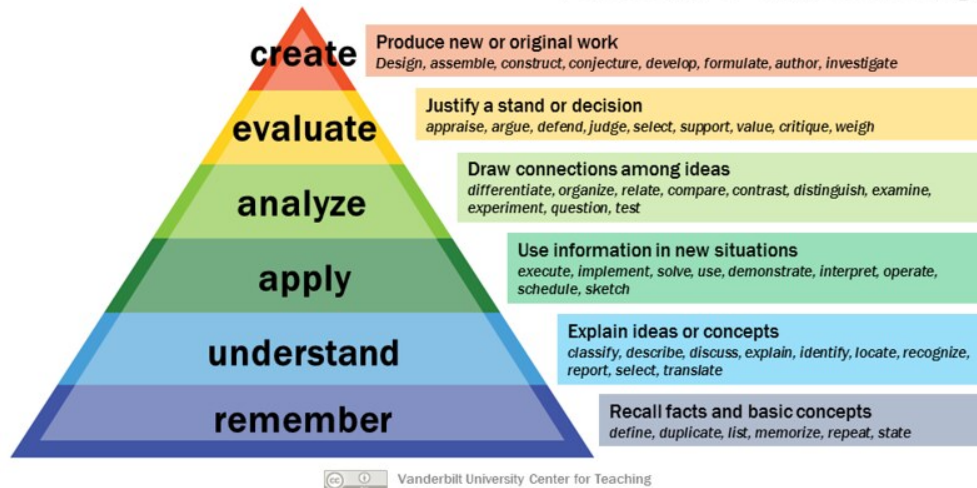 create
Produce new or original work
Design, assemble, construct, conjecture, develop, formulate, author, investigate
evaluate
Justify a stand or decision
appraise, argue, defend, judge, select, support, value, critique, weigh
analyze
Draw connections among ideas
differentiate, organize, relate, compare, contrast, distinguish, examine,
experiment, question, test
apply
Use information in new situations
execute, implement, solve, use, demonstrate, interpret, operate,
schedule, sketch
understand
Explain ideas or concepts
classify, describe, discuss, explain, identify, locate, recognize,
report, select, translate
remember
Recall facts and basic concepts
define, duplicate, list, memorize, repeat, state
cc
Vanderbilt University Center for Teaching